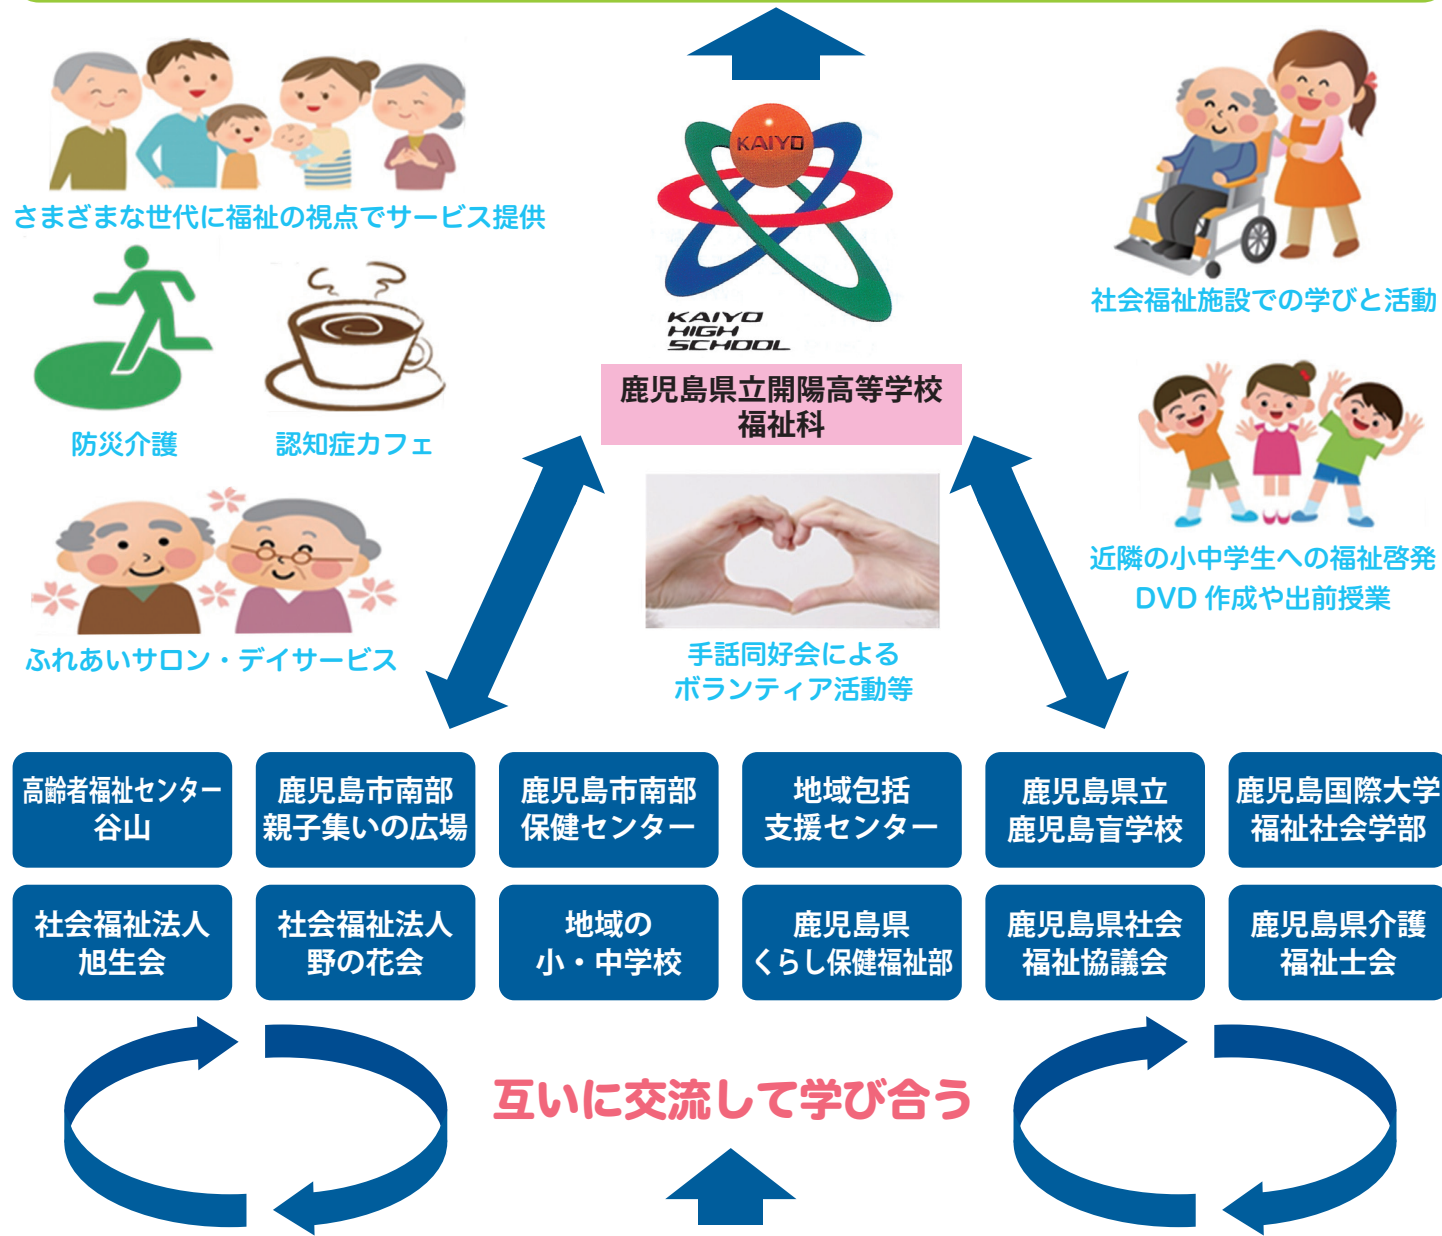 KAIYO
KAIYO
HIGH
SCHOOL
さまざまな世代に福祉の視点でサービス提供
社会福祉施設での学びと活動
鹿児島県立開陽高等学校
福祉科
防災介護
認知症カフェ
近隣の小中学生への福祉啓発
DVD 作成や出前授業
ふれあいサロン・デイサービス
手話同好会による
ボランティア活動等
高齢者福祉センター
谷山
鹿児島市南部
親子集いの広場
鹿児島市南部
保健センター
地域包括
支援センター
鹿児島県立
鹿児島盲学校
鹿児島国際大学
福祉社会学部
社会福祉法人
旭生会
社会福祉法人
野の花会
地域の
小・中学校
鹿児島県
くらし保健福祉部
鹿児島県社会
福祉協議会
鹿児島県介護
福祉士会
互いに交流して学び合う